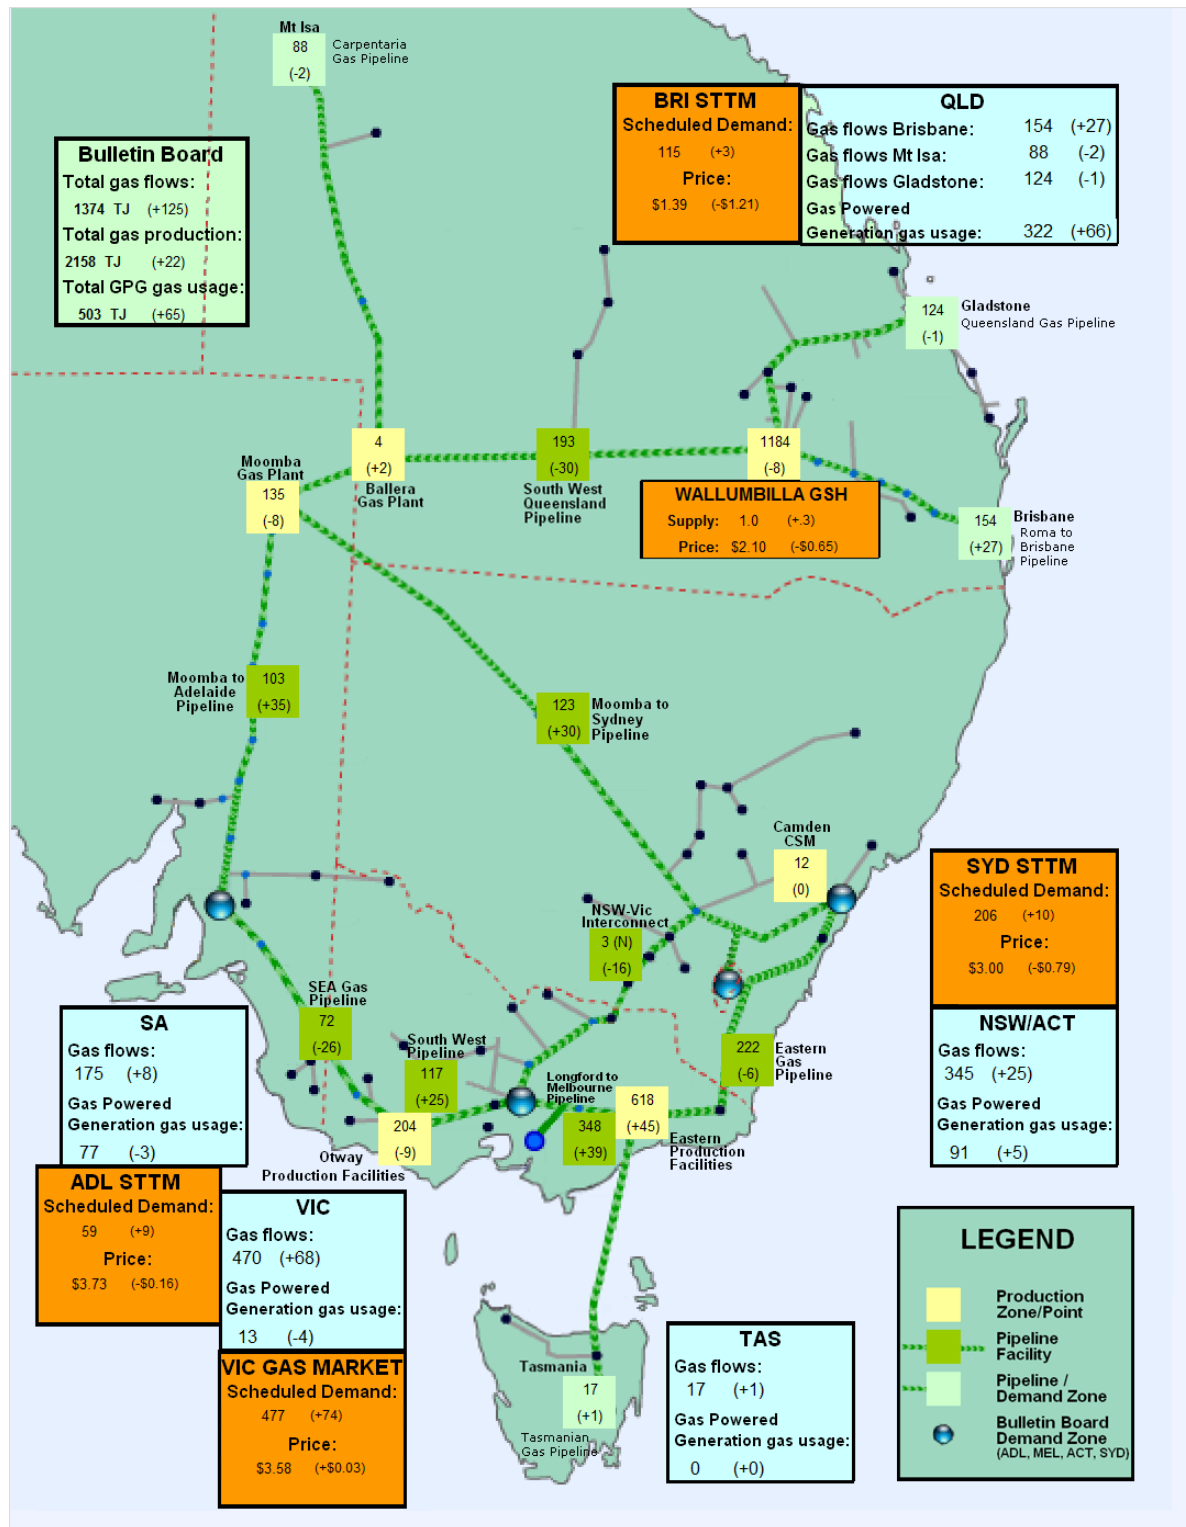 Mt Isa
88
(-2)
Carpentaria
Gas Pipeline
Bulletin Board
Total gas flows:
1374 TJ (+125)
Total gas production:
2158 TJ (+22)
Total GPG gas usage:
503 TJ (+65)
BRI STTM
Scheduled Demand:
115 (+3)
Price:
$1.39 (-$1.21)
QLD
Gas flows Brisbane: 154 (+27)
Gas flows Mt Isa: 88 (-2)
Gas flows Gladstone: 124 (-1)
Gas Powered
Generation gas usage: 322 (+66)
124
(-1)
Gladstone
Queensland Gas Pipeline
Moomba
Gas Plant
135
(-8)
4
(+2)
Ballera
Gas Plant
193
(-30)
South West
Queensland
Pipeline
1184
(-8)
WALLUMBILLA GSH
Supply: 1.0 (+.3)
Price: $2.10 (-$0.65)
154
(+27)
Brisbane
Roma to
Brisbane
Pipeline
Moomba to
Adelaide
Pipeline
103
(+35)
123
(+30)
Moomba to
Sydney
Pipeline
Camden
CSM
12
(0)
NSW-Vic
Interconnect
3 (N)
(-16)
SYD STTM
Scheduled Demand:
206 (+10)
Price:
$3.00 (-$0.79)
NSW/ACT
Gas flows:
345 (+25)
Gas Powered
Generation gas usage:
91 (+5)
SEA Gas
Pipeline
72
(-26)
South West
Pipeline
117
(+25)
Longford to
Melbourne
Pipeline
348
(+39)
618
(+45)
Eastern
Production
Facilities
222
(-6)
Eastern
Gas
Pipeline
204
(-9)
Otway
Production Facilities
SA
Gas flows:
175 (+8)
Gas Powered
Generation gas usage:
77 (-3)
ADL STTM
Scheduled Demand:
59 (+9)
Price:
$3.73 (-$0.16)
VIC
Gas flows:
470 (+68)
Gas Powered
Generation gas usage:
13 (-4)
VIC GAS MARKET
Scheduled Demand:
477 (+74)
Price:
$3.58 (+$0.03)
Tasmania
17
(+1)
Tasmanian
Gas Pipeline
TAS
Gas flows:
17 (+1)
Gas Powered
Generation gas usage:
0 (+0)
LEGEND
Production
Zone/Point
Pipeline
Facility
Pipeline /
Demand Zone
Bulletin Board
Demand Zone
(ADL, MEL, ACT, SYD)